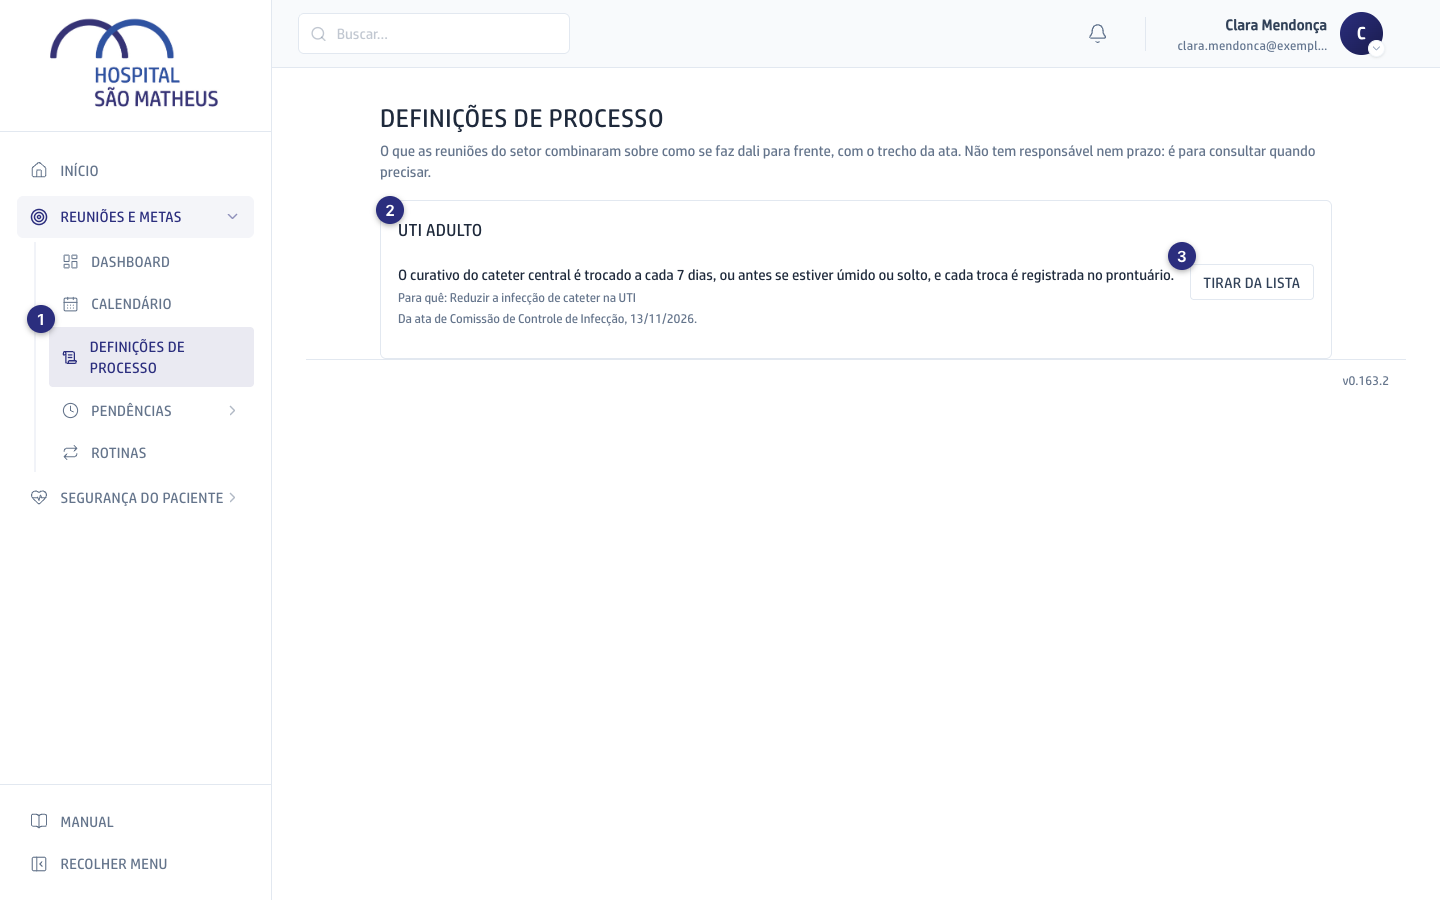 HOSPITAL
SÃO MATHEUS
INÍCIO
REUNIÕES E METAS
DASHBOARD
CALENDÁRIO
1
DEFINIÇÕES DE
PROCESSO
PENDÊNCIAS
ROTINAS
SEGURANÇA DO PACIENTE
MANUAL
RECOLHER MENU
Buscar...
Clara Mendonça
clara.mendonca@exempl...
C
DEFINIÇÕES DE PROCESSO
O que as reuniões do setor combinaram sobre como se faz dali para frente, com o trecho da ata. Não tem responsável nem prazo: é para consultar quando
precisar.
2
UTI ADULTO
3
O curativo do cateter central é trocado a cada 7 dias, ou antes se estiver úmido ou solto, e cada troca é registrada no prontuário.
TIRAR DA LISTA
Para quê: Reduzir a infecção de cateter na UTI
Da ata de Comissão de Controle de Infecção, 13/11/2026.
v0.163.2